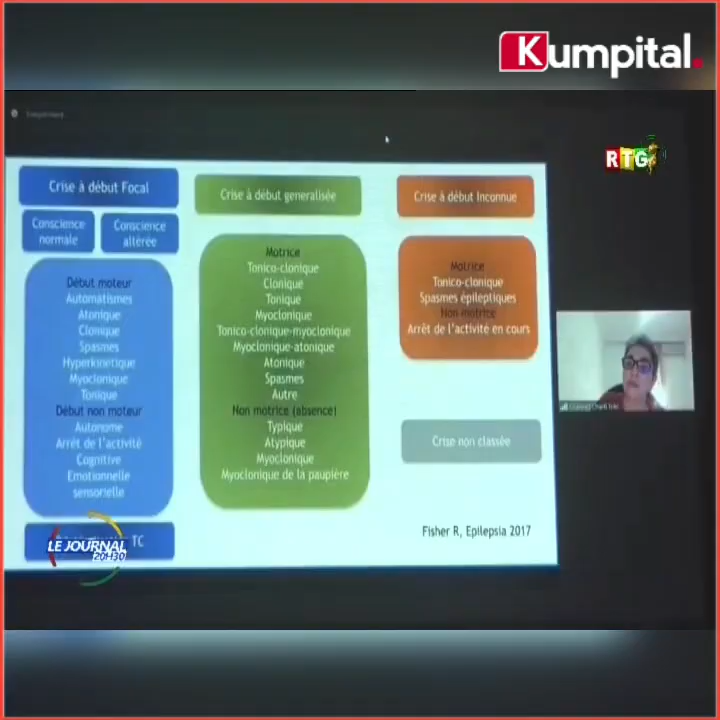 Kumpital.
RTG
Crise à début Focal
Conscience
normale
Conscience
altérée
Début moteur
Automatismes
Atonique
Clonique
Spasmes
Hyperkinétique
Myoclonique
Tonique
Début non moteur
Autonome
Arrêt de l'activité
Cognitive
Emotionnelle
sensorielle
TC
Crise à début generalisée
Motrice
Tonico-clonique
Clonique
Tonique
Myoclonique
Tonico-clonique-myoclonique
Myoclonique-atonique
Atonique
Spasmes
Autre
Non motrice (absence)
Typique
Atypique
Myoclonique
Myoclonique de la paupière
Crise à début Inconnue
Motrice
Tonico-clonique
Spasmes épileptiques
Non motrice
Arrêt de l'activité en cours
Crise non classée
Fisher R, Epilepsia 2017
LE JOURNAL
20H30